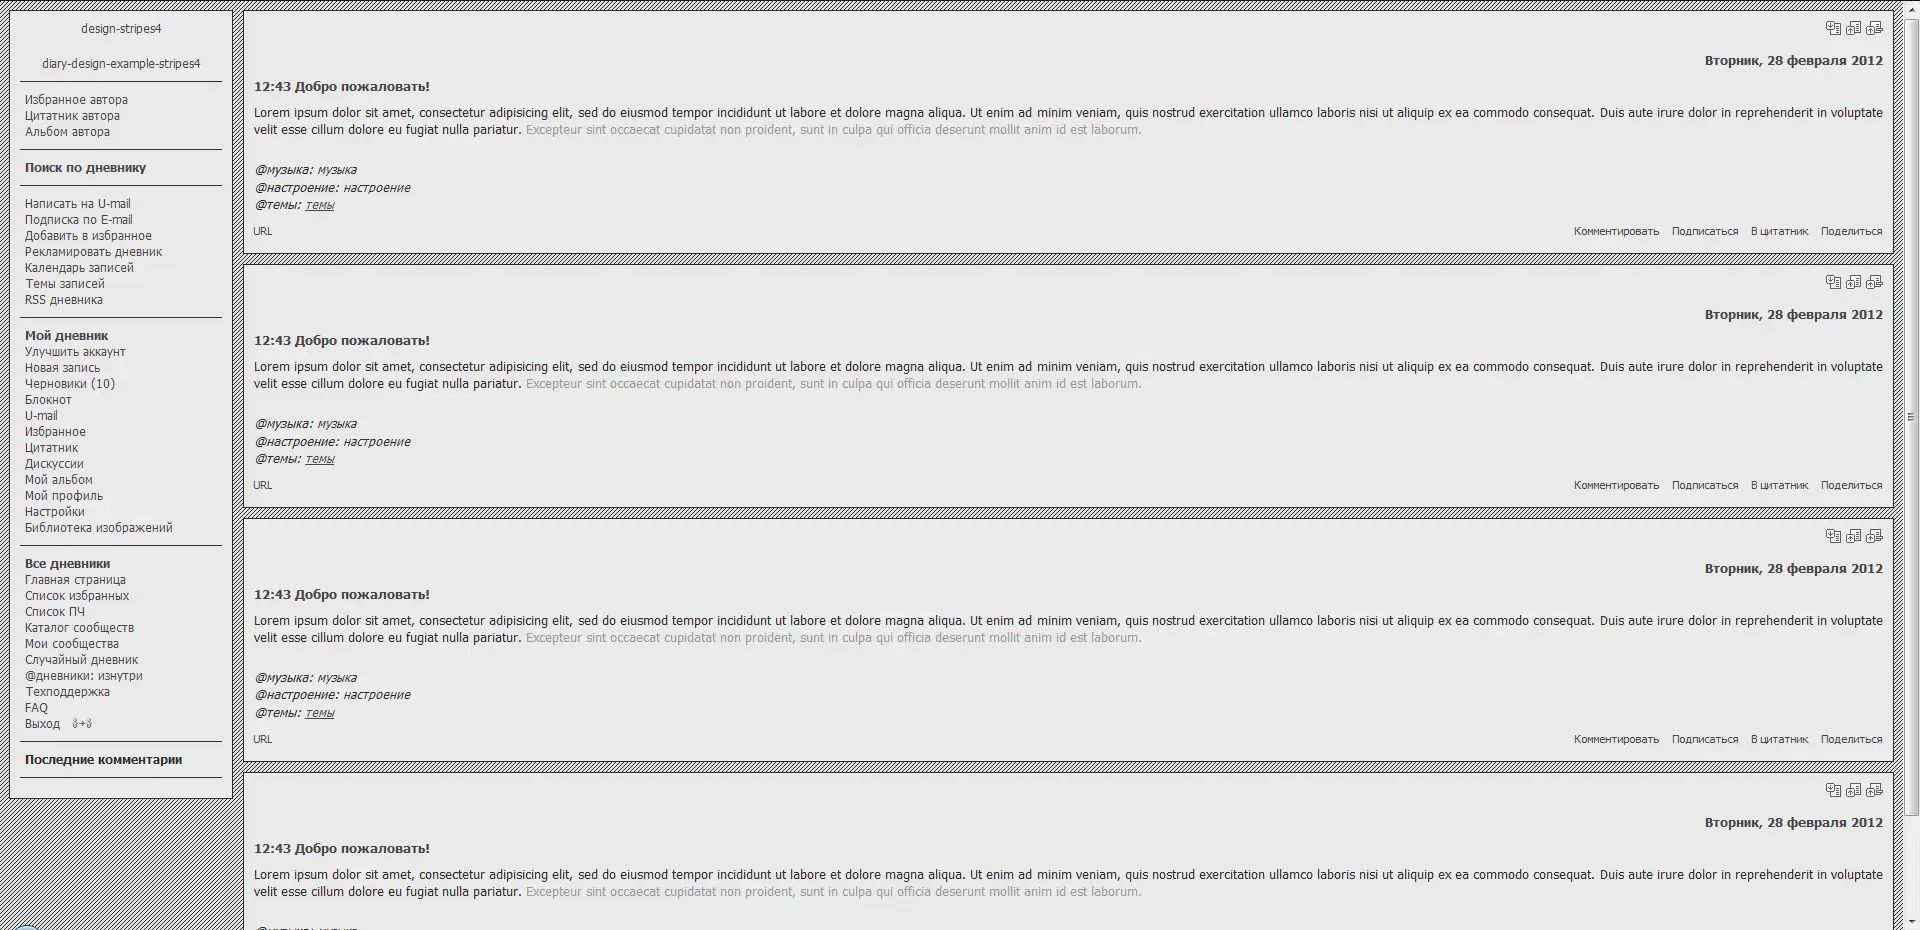 design-stripes4
diary-design-example-stripes4
Избранное автора
Цитатник автора
Альбом автора
Поиск по дневнику
Написать на U-mail
Подписка по E-mail
Добавить в избранное
Рекламировать дневник
Календарь записей
Темы записей
RSS дневника
Мой дневник
Улучшить аккаунт
Новая запись
Черновики (10)
Блокнот
U-mail
Избранное
Цитатник
Дискуссии
Мой альбом
Мой профиль
Настройки
Библиотека изображений
Все дневники
Главная страница
Список избранных
Список ПЧ
Каталог сообществ
Мои сообщества
Случайный дневник
@дневники: изнутри
Техподдержка
FAQ
Выход
Последние комментарии
Вторник, 28 февраля 2012
12:43 Добро пожаловать!
Lorem ipsum dolor sit amet, consectetur adipisicing elit, sed do eiusmod tempor incididunt ut labore et dolore magna aliqua. Ut enim ad minim veniam, quis nostrud exercitation ullamco laboris nisi ut aliquip ex ea commodo consequat. Duis aute irure dolor in reprehenderit in voluptate
velit esse cillum dolore eu fugiat nulla pariatur. Excepteur sint occaecat cupidatat non proident, sunt in culpa qui officia deserunt mollit anim id est laborum.
@музыка: музыка
@настроение: настроение
@темы: темы
URL Комментировать Подписаться В цитатник Поделиться
Вторник, 28 февраля 2012
12:43 Добро пожаловать!
Lorem ipsum dolor sit amet, consectetur adipisicing elit, sed do eiusmod tempor incididunt ut labore et dolore magna aliqua. Ut enim ad minim veniam, quis nostrud exercitation ullamco laboris nisi ut aliquip ex ea commodo consequat. Duis aute irure dolor in reprehenderit in voluptate
velit esse cillum dolore eu fugiat nulla pariatur. Excepteur sint occaecat cupidatat non proident, sunt in culpa qui officia deserunt mollit anim id est laborum.
@музыка: музыка
@настроение: настроение
@темы: темы
URL Комментировать Подписаться В цитатник Поделиться
Вторник, 28 февраля 2012
12:43 Добро пожаловать!
Lorem ipsum dolor sit amet, consectetur adipisicing elit, sed do eiusmod tempor incididunt ut labore et dolore magna aliqua. Ut enim ad minim veniam, quis nostrud exercitation ullamco laboris nisi ut aliquip ex ea commodo consequat. Duis aute irure dolor in reprehenderit in voluptate
velit esse cillum dolore eu fugiat nulla pariatur. Excepteur sint occaecat cupidatat non proident, sunt in culpa qui officia deserunt mollit anim id est laborum.
@музыка: музыка
@настроение: настроение
@темы: темы
URL Комментировать Подписаться В цитатник Поделиться
Вторник, 28 февраля 2012
12:43 Добро пожаловать!
Lorem ipsum dolor sit amet, consectetur adipisicing elit, sed do eiusmod tempor incididunt ut labore et dolore magna aliqua. Ut enim ad minim veniam, quis nostrud exercitation ullamco laboris nisi ut aliquip ex ea commodo consequat. Duis aute irure dolor in reprehenderit in voluptate
velit esse cillum dolore eu fugiat nulla pariatur. Excepteur sint occaecat cupidatat non proident, sunt in culpa qui officia deserunt mollit anim id est laborum.